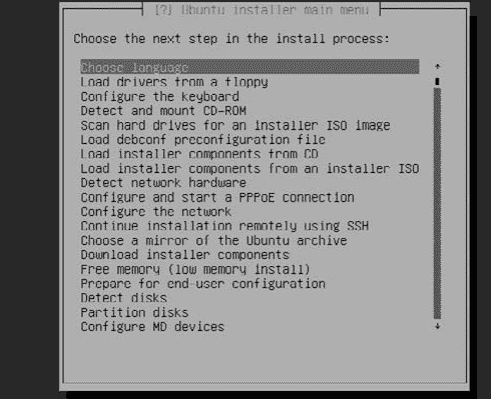 [?] Ubuntu installer main menu
Choose the next step in the install process:
Choose language
Load drivers from a floppy
Configure the keyboard
Detect and mount CD-ROM
Scan hard drives for an installer ISO image
Load debconf preconfiguration file
Load installer components from CD
Load installer components from an installer ISO
Detect network hardware
Configure and start a PPPoE connection
Configure the network
Continue installation remotely using SSH
Choose a mirror of the Ubuntu archive
Download installer components
Free memory (low memory install)
Prepare for end-user configuration
Detect disks
Partition disks
Configure MD devices